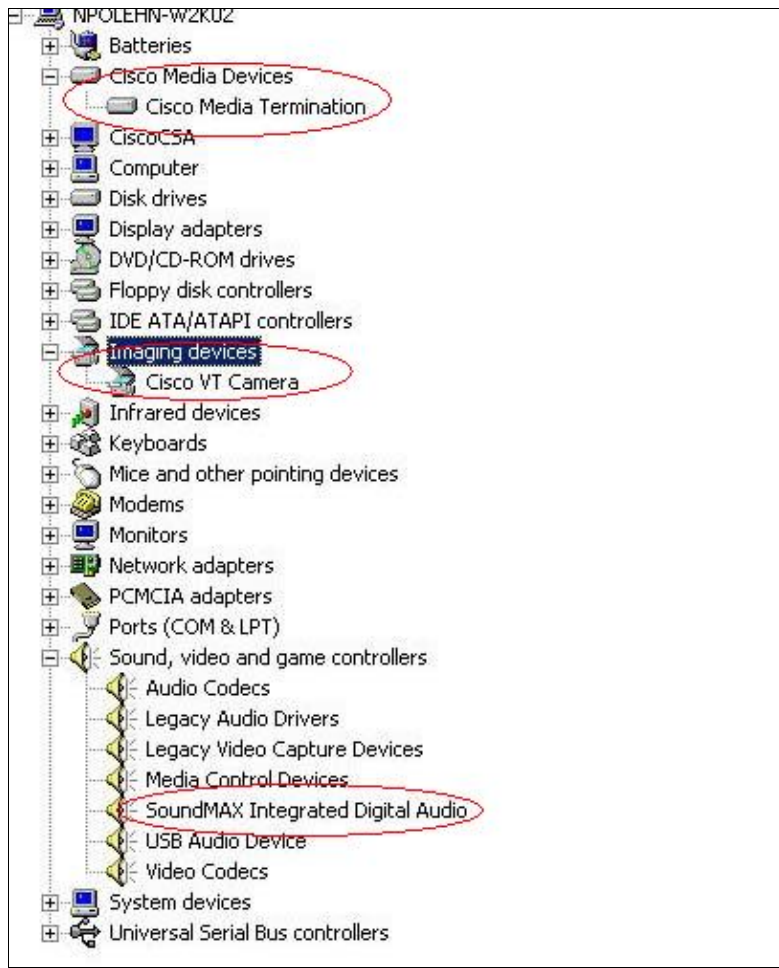 NPOLEHN-W2K02
Batteries
Cisco Media Devices
Cisco Media Termination
CiscoCSA
Computer
Disk drives
Display adapters
DVD/CD-ROM drives
Floppy disk controllers
IDE ATA/ATAPI controllers
Imaging devices
Cisco VT Camera
Infrared devices
Keyboards
Mice and other pointing devices
Modems
Monitors
Network adapters
PCMCIA adapters
Ports (COM & LPT)
Sound, video and game controllers
Audio Codecs
Legacy Audio Drivers
Legacy Video Capture Devices
Media Control Devices
SoundMAX Integrated Digital Audio
USB Audio Device
Video Codecs
System devices
Universal Serial Bus controllers